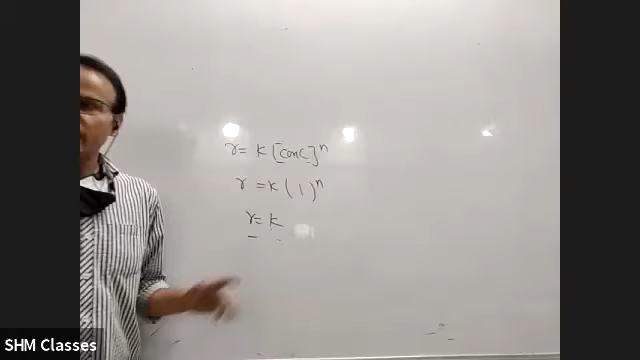 r = k [conc]ⁿ
r = k (1)ⁿ
r = k
SHM Classes